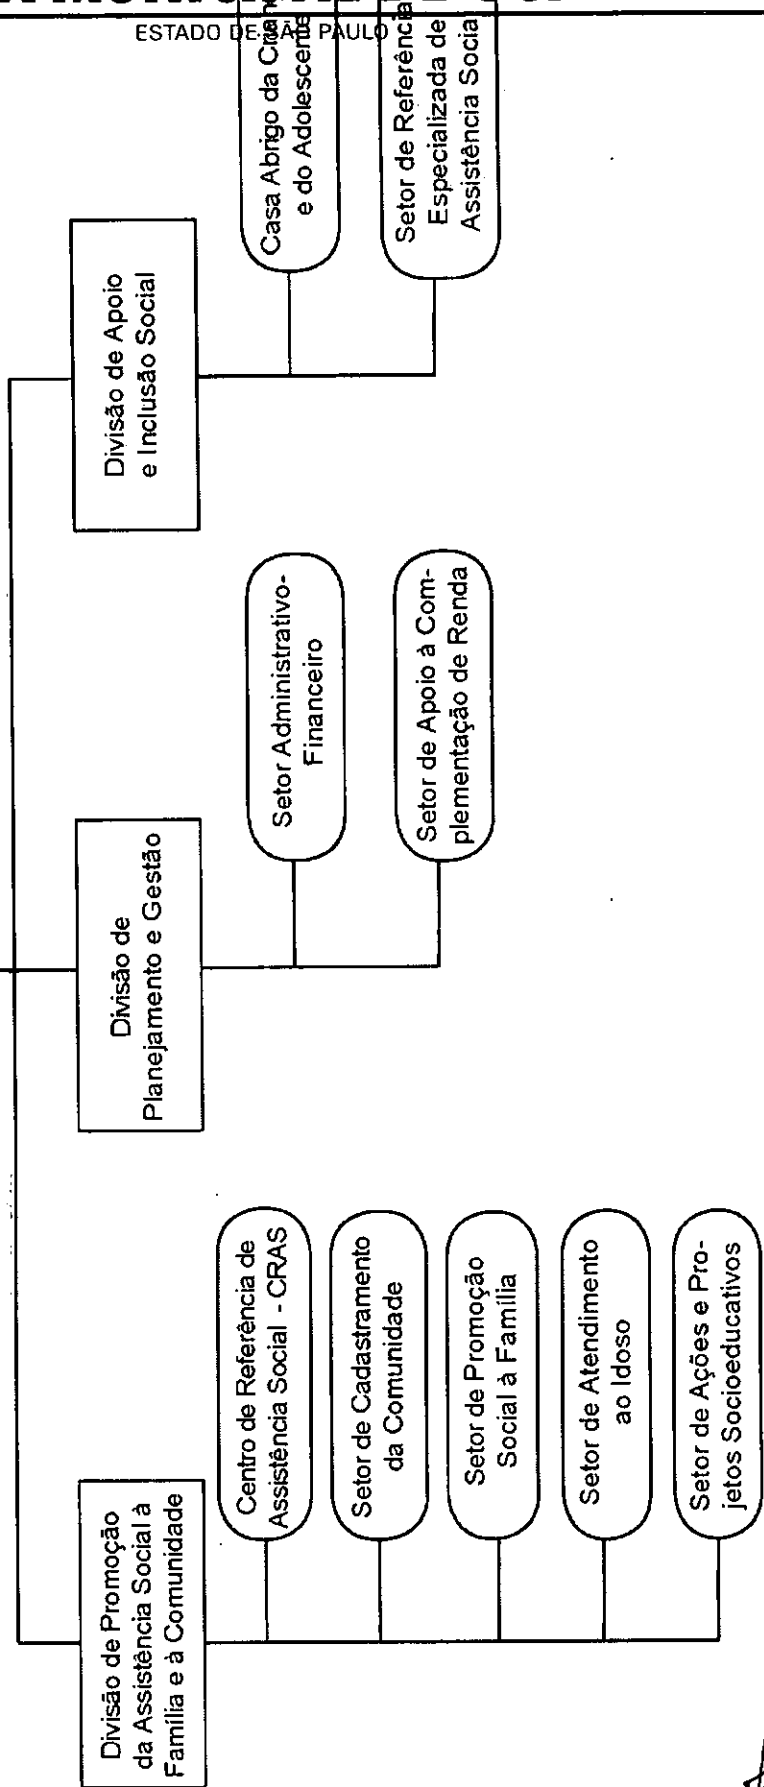 ESTADO DE SÃO PAULO
Divisão de Promoção
da Assistência Social à
Família e à Comunidade
Centro de Referência de
Assistência Social - CRAS
Setor de Cadastramento
da Comunidade
Setor de Promoção
Social à Família
Setor de Atendimento
ao Idoso
Setor de Ações e Pro-
jetos Socioeducativos
Divisão de
Planejamento e Gestão
Setor Administrativo-
Financeiro
Setor de Apoio à Com-
plementação de Renda
Divisão de Apoio
e Inclusão Social
Casa Abrigo da
e do Adolescente
Setor de Referência
Especializada de
Assistência Socia